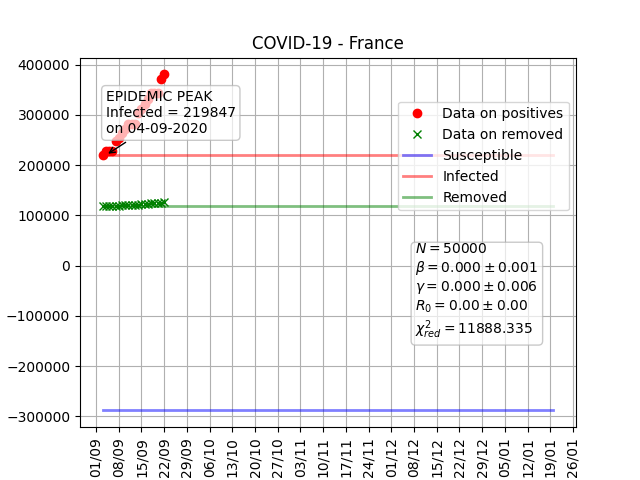 COVID-19 - France
400000
300000
200000
100000
0
−100000
−200000
−300000
EPIDEMIC PEAK
Infected = 219847
on 04-09-2020
Data on positives
Data on removed
Susceptible
Infected
Removed
N = 50000
β = 0.000 ± 0.001
γ = 0.000 ± 0.006
R₀ = 0.00 ± 0.00
χ²_red = 11888.335
01/09 08/09 15/09 22/09 29/09 06/10 13/10 20/10 27/10 03/11 10/11 17/11 24/11 01/12 08/12 15/12 22/12 29/12 05/01 12/01 19/01 26/01